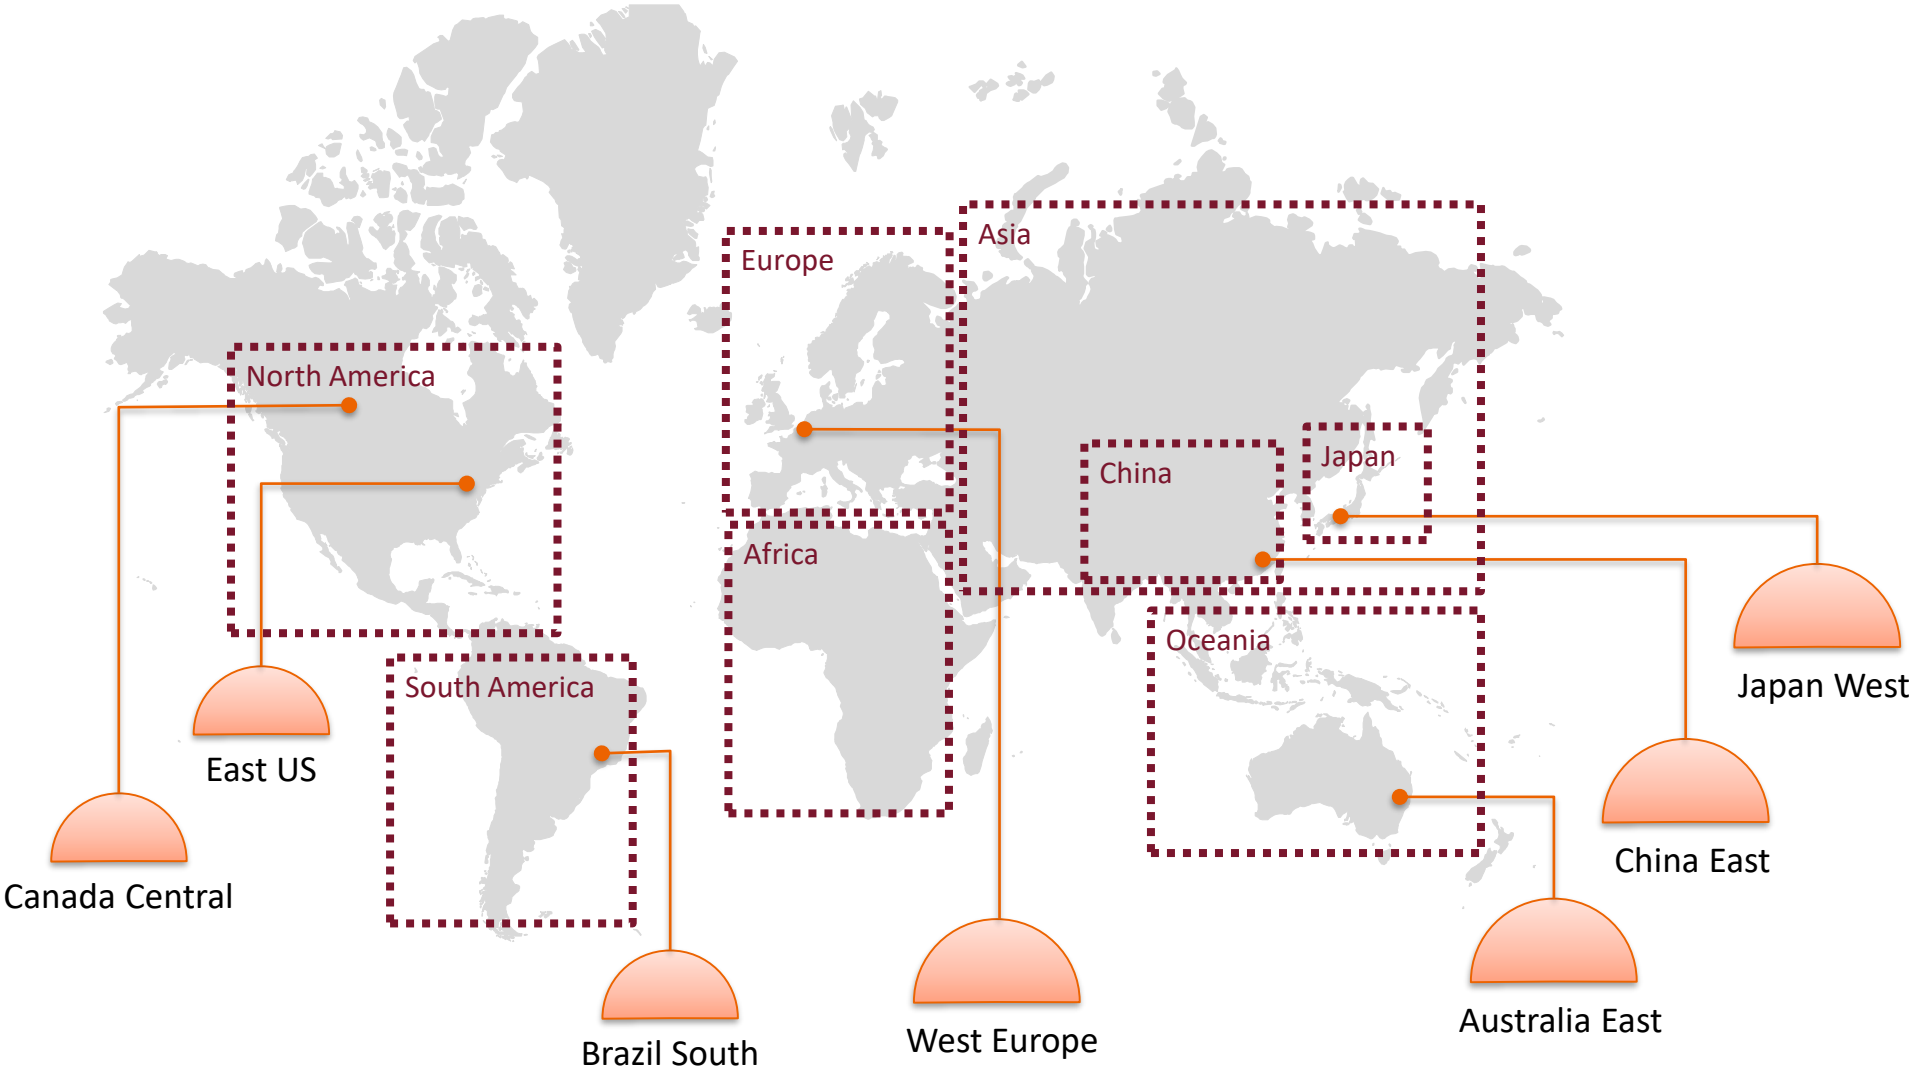 Asia
Europe
North America
Japan
China
Africa
Oceania
South America
Japan West
East US
China East
Canada Central
Australia East
West Europe
Brazil South